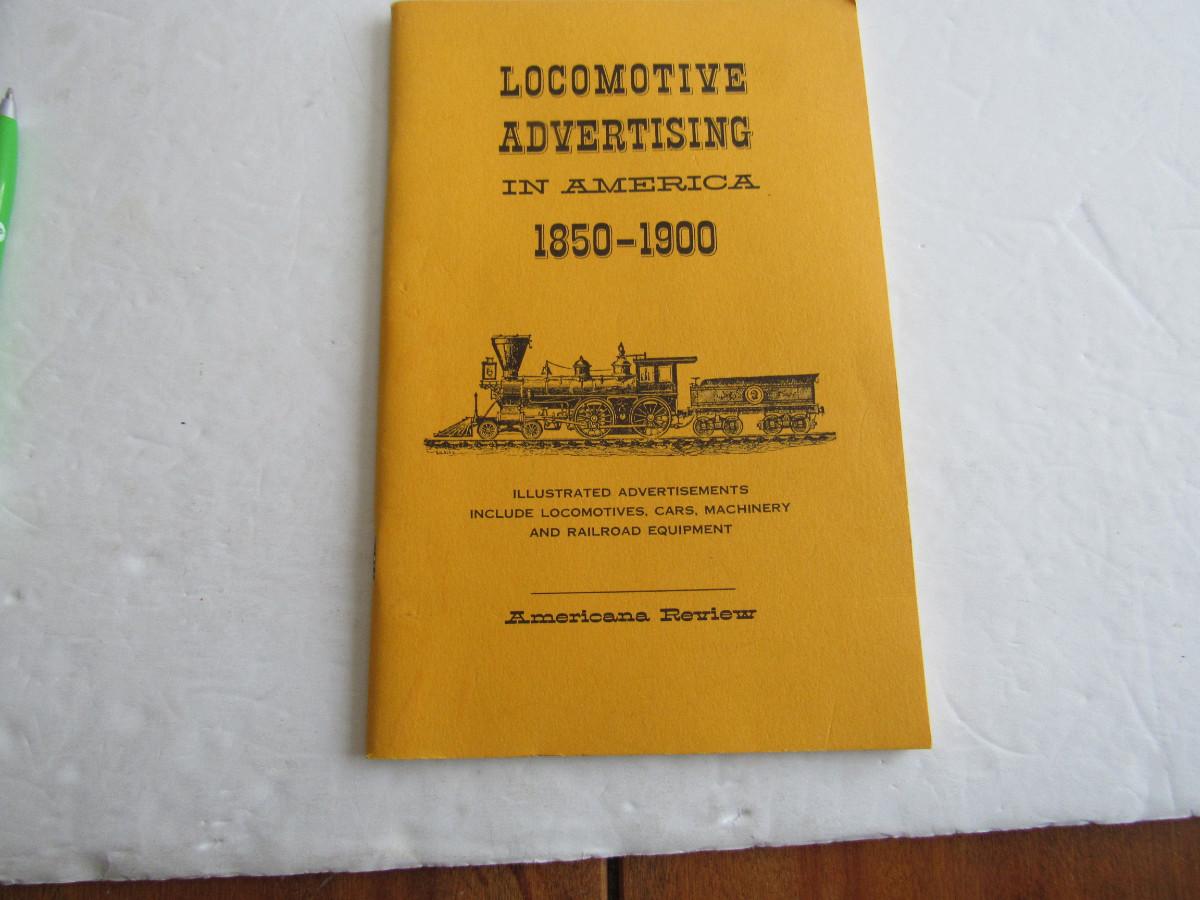 LOCOMOTIVE
ADVERTISING
IN AMERICA
1850-1900
ILLUSTRATED ADVERTISEMENTS
INCLUDE LOCOMOTIVES, CARS, MACHINERY
AND RAILROAD EQUIPMENT
Americana Review